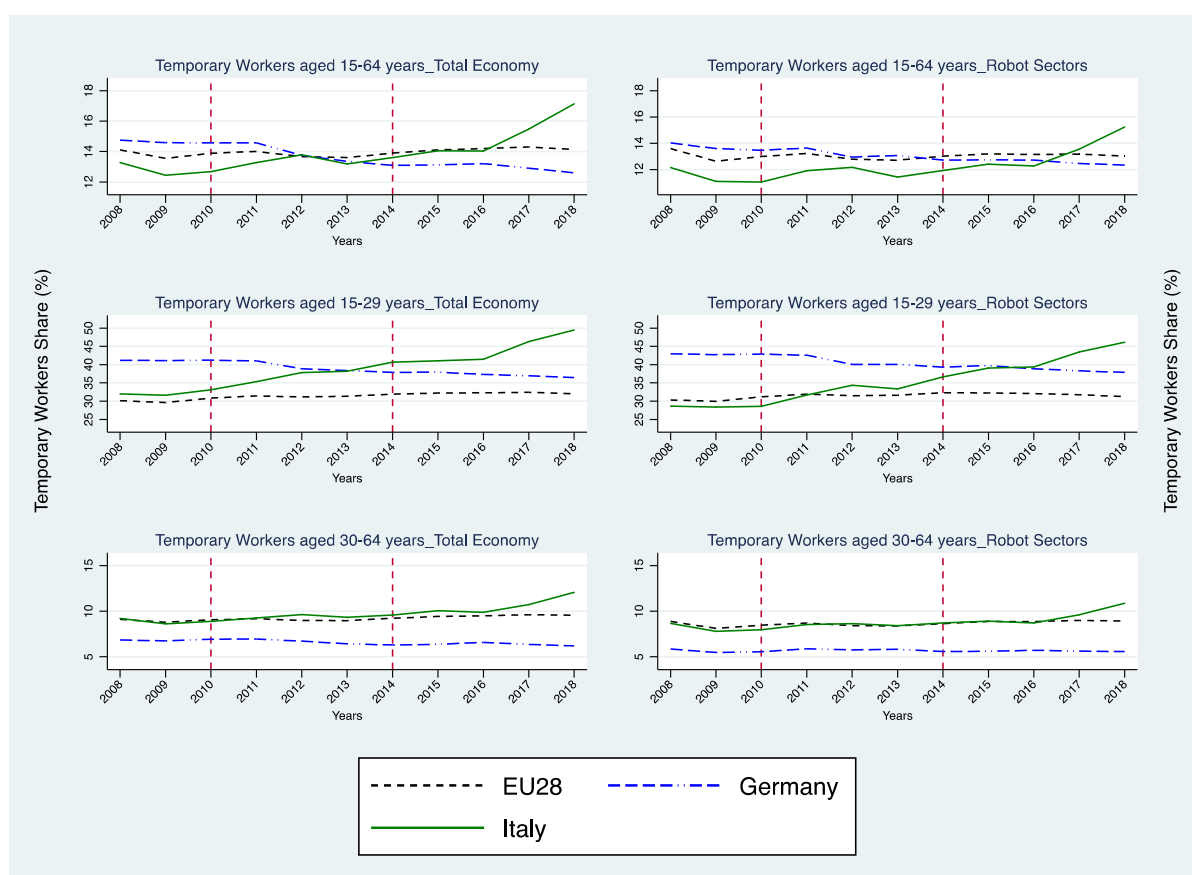 Temporary Workers aged 15-64 years_Total Economy
18
16
14
12
2008 2009 2010 2011 2012 2013 2014 2015 2016 2017 2018
Years
Temporary Workers aged 15-64 years_Robot Sectors
18
16
14
12
2008 2009 2010 2011 2012 2013 2014 2015 2016 2017 2018
Years
Temporary Workers Share (%)
Temporary Workers aged 15-29 years_Total Economy
50
45
40
35
30
25
2008 2009 2010 2011 2012 2013 2014 2015 2016 2017 2018
Years
Temporary Workers aged 15-29 years_Robot Sectors
50
45
40
35
30
25
2008 2009 2010 2011 2012 2013 2014 2015 2016 2017 2018
Years
Temporary Workers Share (%)
Temporary Workers aged 30-64 years_Total Economy
15
10
5
2008 2009 2010 2011 2012 2013 2014 2015 2016 2017 2018
Years
Temporary Workers aged 30-64 years_Robot Sectors
15
10
5
2008 2009 2010 2011 2012 2013 2014 2015 2016 2017 2018
Years
EU28 Germany
Italy